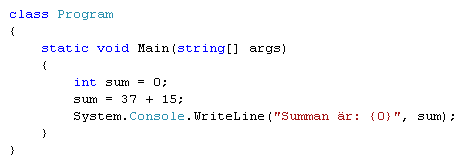 class Program
{
    static void Main(string[] args)
    {
        int sum = 0;
        sum = 37 + 15;
        System.Console.WriteLine("Summan är: {0}", sum);
    }
}